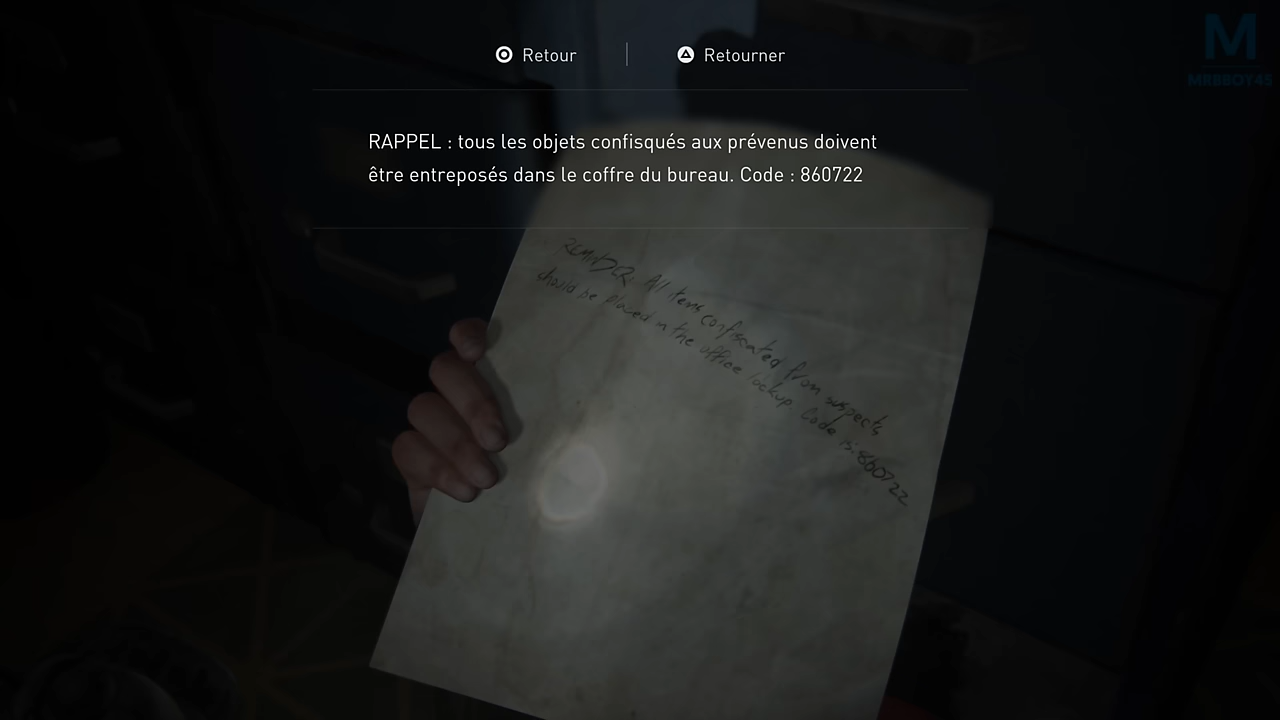 Retour
Retourner
M
MRBBOY45
RAPPEL : tous les objets confisqués aux prévenus doivent
être entreposés dans le coffre du bureau. Code : 860722
REMINDER: All items confiscated from suspects
should be placed in the office lockup. Code is: 860722